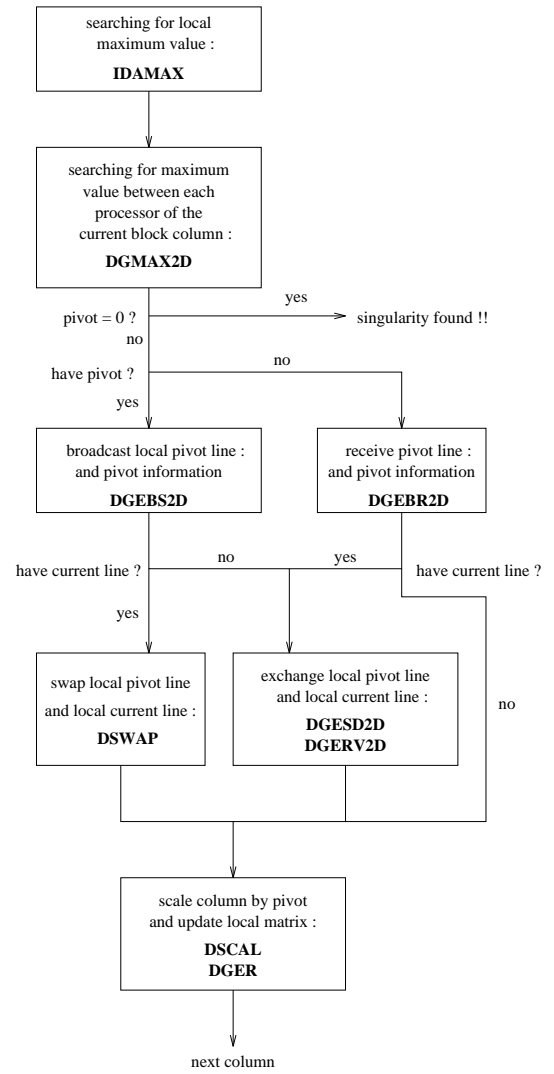 searching for local
maximum value :
IDAMAX
searching for maximum
value between each
processor of the
current block column :
DGMAX2D
yes
pivot = 0 ?
singularity found !!
no
no
have pivot ?
yes
broadcast local pivot line :
and pivot information
DGEBS2D
receive pivot line :
and pivot information
DGEBR2D
no
yes
have current line ?
have current line ?
yes
swap local pivot line
and local current line :
DSWAP
exchange local pivot line
and local current line :
DGESD2D
DGERV2D
no
scale column by pivot
and update local matrix :
DSCAL
DGER
next column